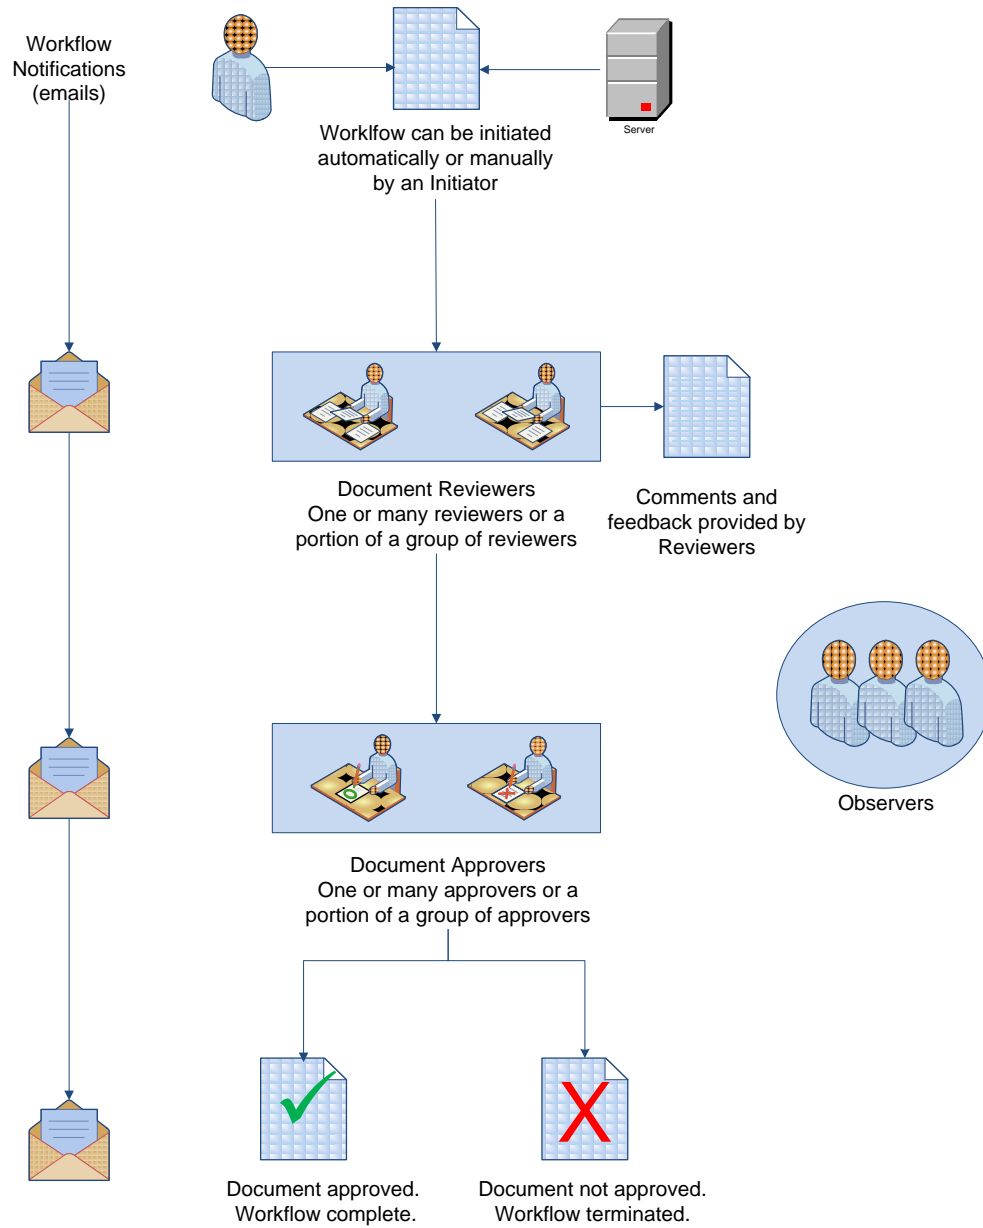 Workflow
Notifications
(emails)
Server
Worklfow can be initiated
automatically or manually
by an Initiator
Document Reviewers
One or many reviewers or a
portion of a group of reviewers
Comments and
feedback provided by
Reviewers
Observers
Document Approvers
One or many approvers or a
portion of a group of approvers
Document approved.
Workflow complete.
Document not approved.
Workflow terminated.